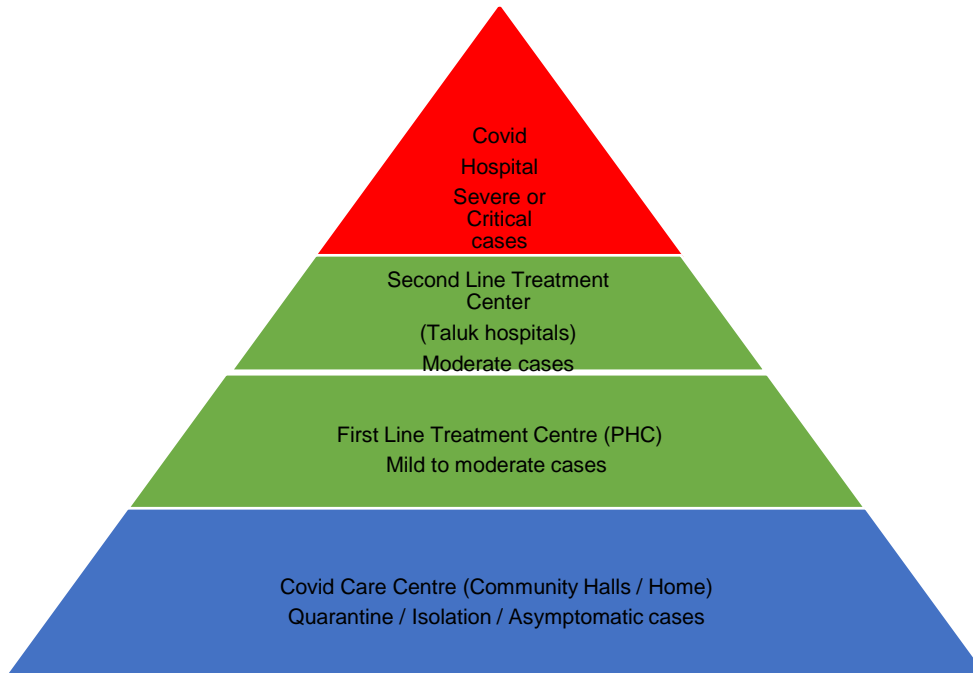 Covid
Hospital
Severe or
Critical
cases
Second Line Treatment
Center
(Taluk hospitals)
Moderate cases
First Line Treatment Centre (PHC)
Mild to moderate cases
Covid Care Centre (Community Halls / Home)
Quarantine / Isolation / Asymptomatic cases